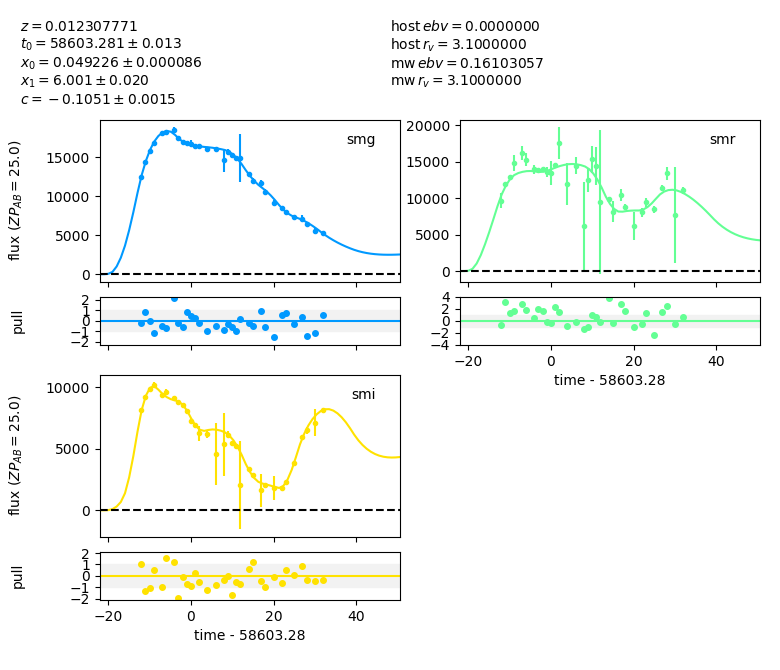 z = 0.012307771
t₀ = 58603.281 ± 0.013
x₀ = 0.049226 ± 0.000086
x₁ = 6.001 ± 0.020
c = −0.1051 ± 0.0015
host ebv = 0.0000000
host r_v = 3.1000000
mw ebv = 0.16103057
mw r_v = 3.1000000
smg
flux (ZP_AB = 25.0)
15000
10000
5000
0
smr
20000
15000
10000
5000
0
pull
2
1
0
−1
−2
4
2
0
−2
−4
−20
0
20
40
time - 58603.28
smi
flux (ZP_AB = 25.0)
10000
5000
0
pull
2
1
0
−1
−2
−20
0
20
40
time - 58603.28